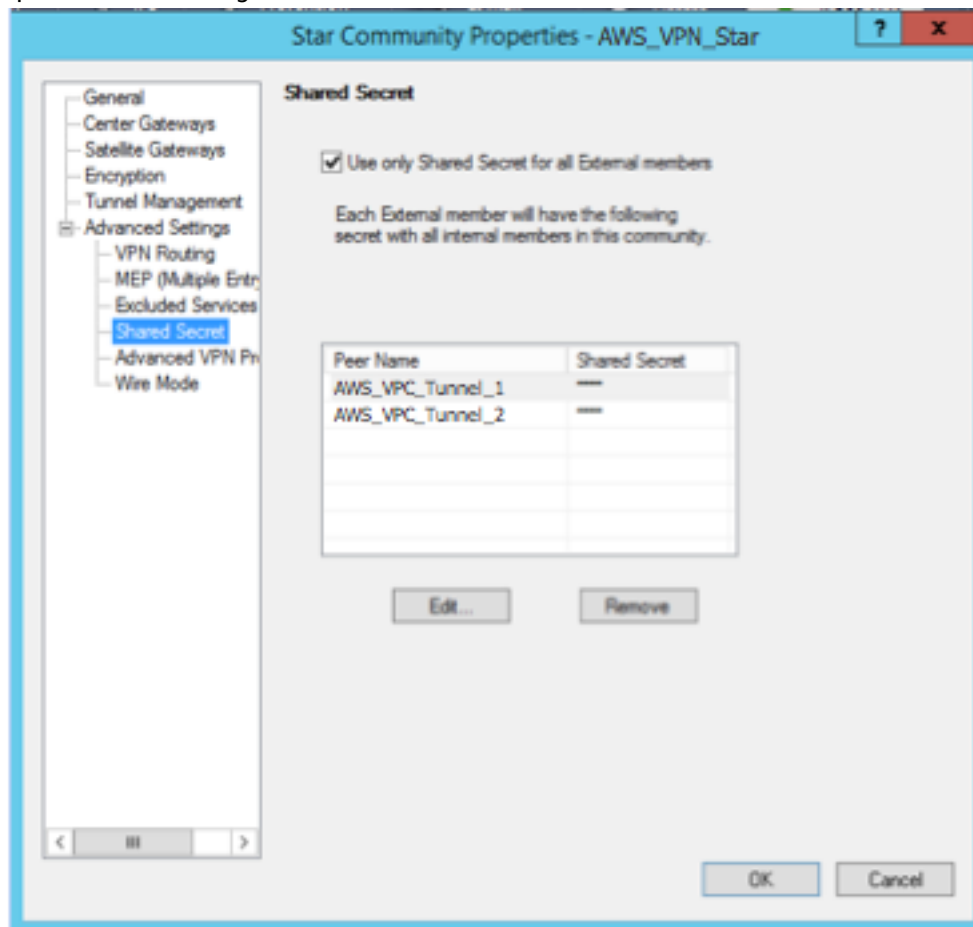 Star Community Properties - AWS_VPN_Star
?
x
General
Center Gateways
Satellite Gateways
Encryption
Tunnel Management
Advanced Settings
VPN Routing
MEP (Multiple Entry
Excluded Services
Shared Secret
Advanced VPN Pr
Wire Mode
Shared Secret
Use only Shared Secret for all External members
Each External member will have the following
secret with all internal members in this community.
Peer Name Shared Secret
AWS_VPC_Tunnel_1 ****
AWS_VPC_Tunnel_2 ****
Edit... Remove
OK Cancel